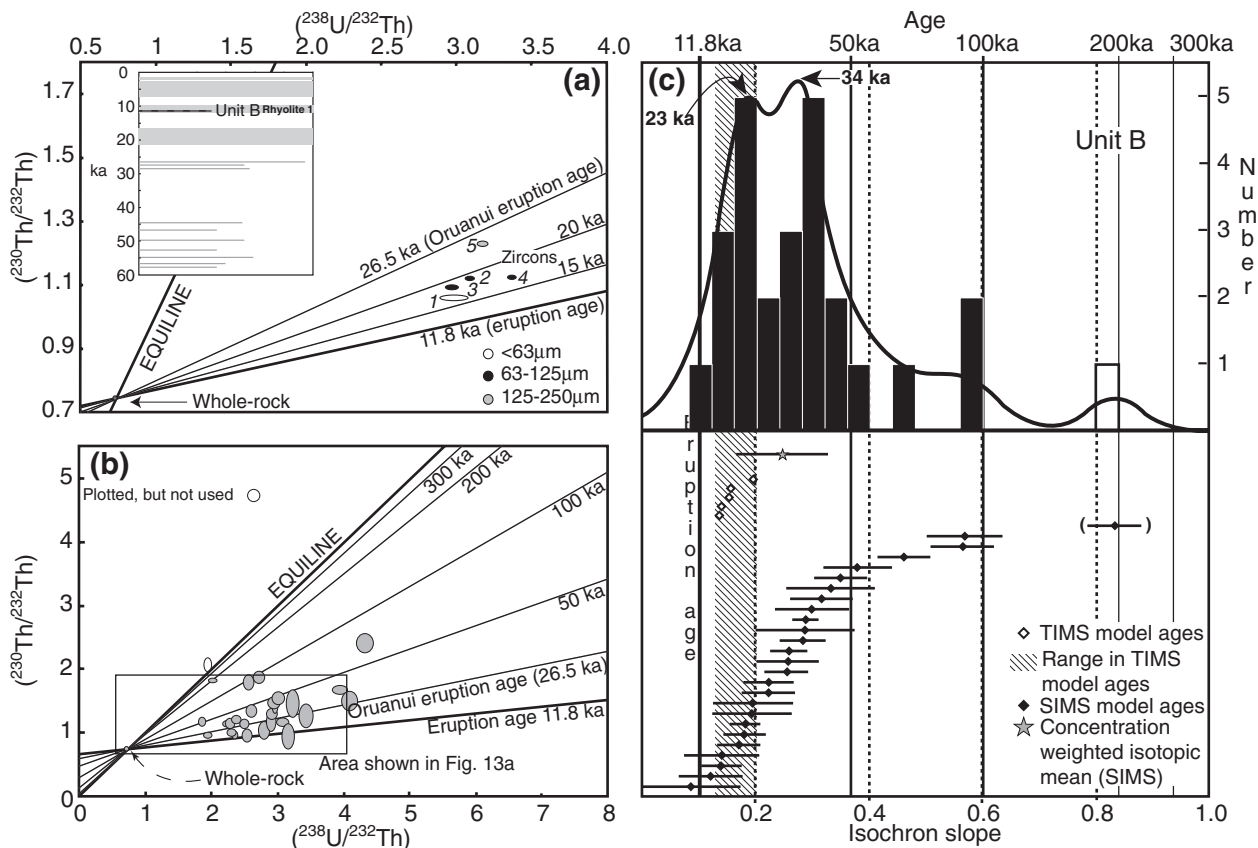 (²³⁸U/²³²Th)
0.5 1 1.5 2 2.5 3.0 3.5 4.0
(²³⁰Th/²³²Th)
1.7
1.5
1.3
1.1
0.9
0.7
(a)
0
10
20
ka
30
40
50
60
Unit B Rhyolite 1
EQUILINE
26.5 ka (Oruanui eruption age)
20 ka
15 ka
11.8 ka (eruption age)
Zircons
5
2
3
4
1
<63μm
63-125μm
125-250μm
Whole-rock
(b)
Plotted, but not used
(²³⁰Th/²³²Th)
5
4
3
2
1
0
EQUILINE
300 ka
200 ka
100 ka
50 ka
Oruanui eruption age (26.5 ka)
Eruption age 11.8 ka
Area shown in Fig. 13a
Whole-rock
0 1 2 3 4 5 6 7 8
(²³⁸U/²³²Th)
Age
11.8ka 50ka 100ka 200ka 300ka
(c)
34 ka
23 ka
Unit B
5
4
3
2
1
Number
Eruption age
( )
TIMS model ages
Range in TIMS
model ages
SIMS model ages
Concentration
weighted isotopic
mean (SIMS)
0.2 0.4 0.6 0.8 1.0
Isochron slope